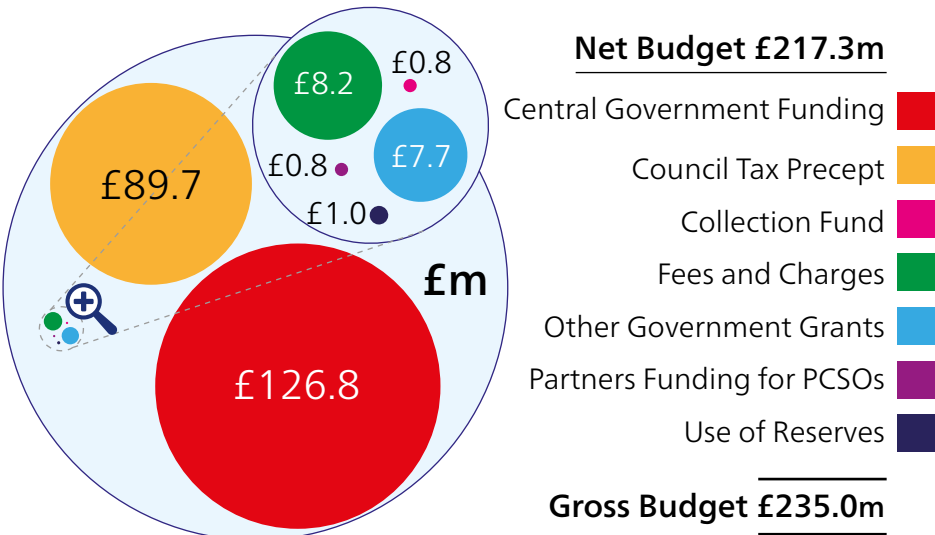 £8.2
£0.8
£7.7
£0.8
£1.0
£89.7
£m
£126.8
Net Budget £217.3m
Central Government Funding
Council Tax Precept
Collection Fund
Fees and Charges
Other Government Grants
Partners Funding for PCSOs
Use of Reserves
Gross Budget £235.0m